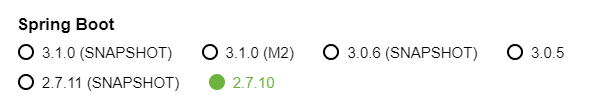 Spring Boot
3.1.0 (SNAPSHOT) 3.1.0 (M2) 3.0.6 (SNAPSHOT) 3.0.5
2.7.11 (SNAPSHOT) 2.7.10